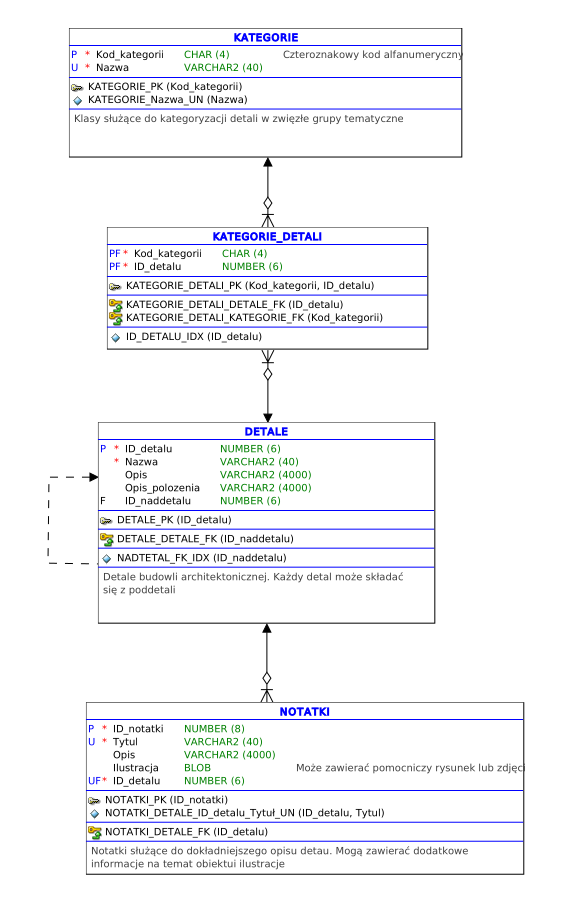 KATEGORIE
P * Kod_kategorii CHAR (4) Czteroznakowy kod alfanumeryczny
U * Nazwa VARCHAR2 (40)
KATEGORIE_PK (Kod_kategorii)
KATEGORIE_Nazwa_UN (Nazwa)
Klasy służące do kategoryzacji detali w zwięzłe grupy tematyczne
KATEGORIE_DETALI
PF * Kod_kategorii CHAR (4)
PF * ID_detalu NUMBER (6)
KATEGORIE_DETALI_PK (Kod_kategorii, ID_detalu)
KATEGORIE_DETALI_DETALE_FK (ID_detalu)
KATEGORIE_DETALI_KATEGORIE_FK (Kod_kategorii)
ID_DETALU_IDX (ID_detalu)
DETALE
P * ID_detalu NUMBER (6)
* Nazwa VARCHAR2 (40)
Opis VARCHAR2 (4000)
Opis_polozenia VARCHAR2 (4000)
F ID_naddetalu NUMBER (6)
DETALE_PK (ID_detalu)
DETALE_DETALE_FK (ID_naddetalu)
NADTETAL_FK_IDX (ID_naddetalu)
Detale budowli architektonicznej. Każdy detal może składać
się z poddetali
NOTATKI
P * ID_notatki NUMBER (8)
U * Tytul VARCHAR2 (40)
Opis VARCHAR2 (4000)
Ilustracja BLOB Może zawierać pomocniczy rysunek lub zdjęci
UF* ID_detalu NUMBER (6)
NOTATKI_PK (ID_notatki)
NOTATKI_DETALE_ID_detalu_Tytuł_UN (ID_detalu, Tytul)
NOTATKI_DETALE_FK (ID_detalu)
Notatki służące do dokładniejszego opisu detau. Mogą zawierać dodatkowe
informacje na temat obiektui ilustracje